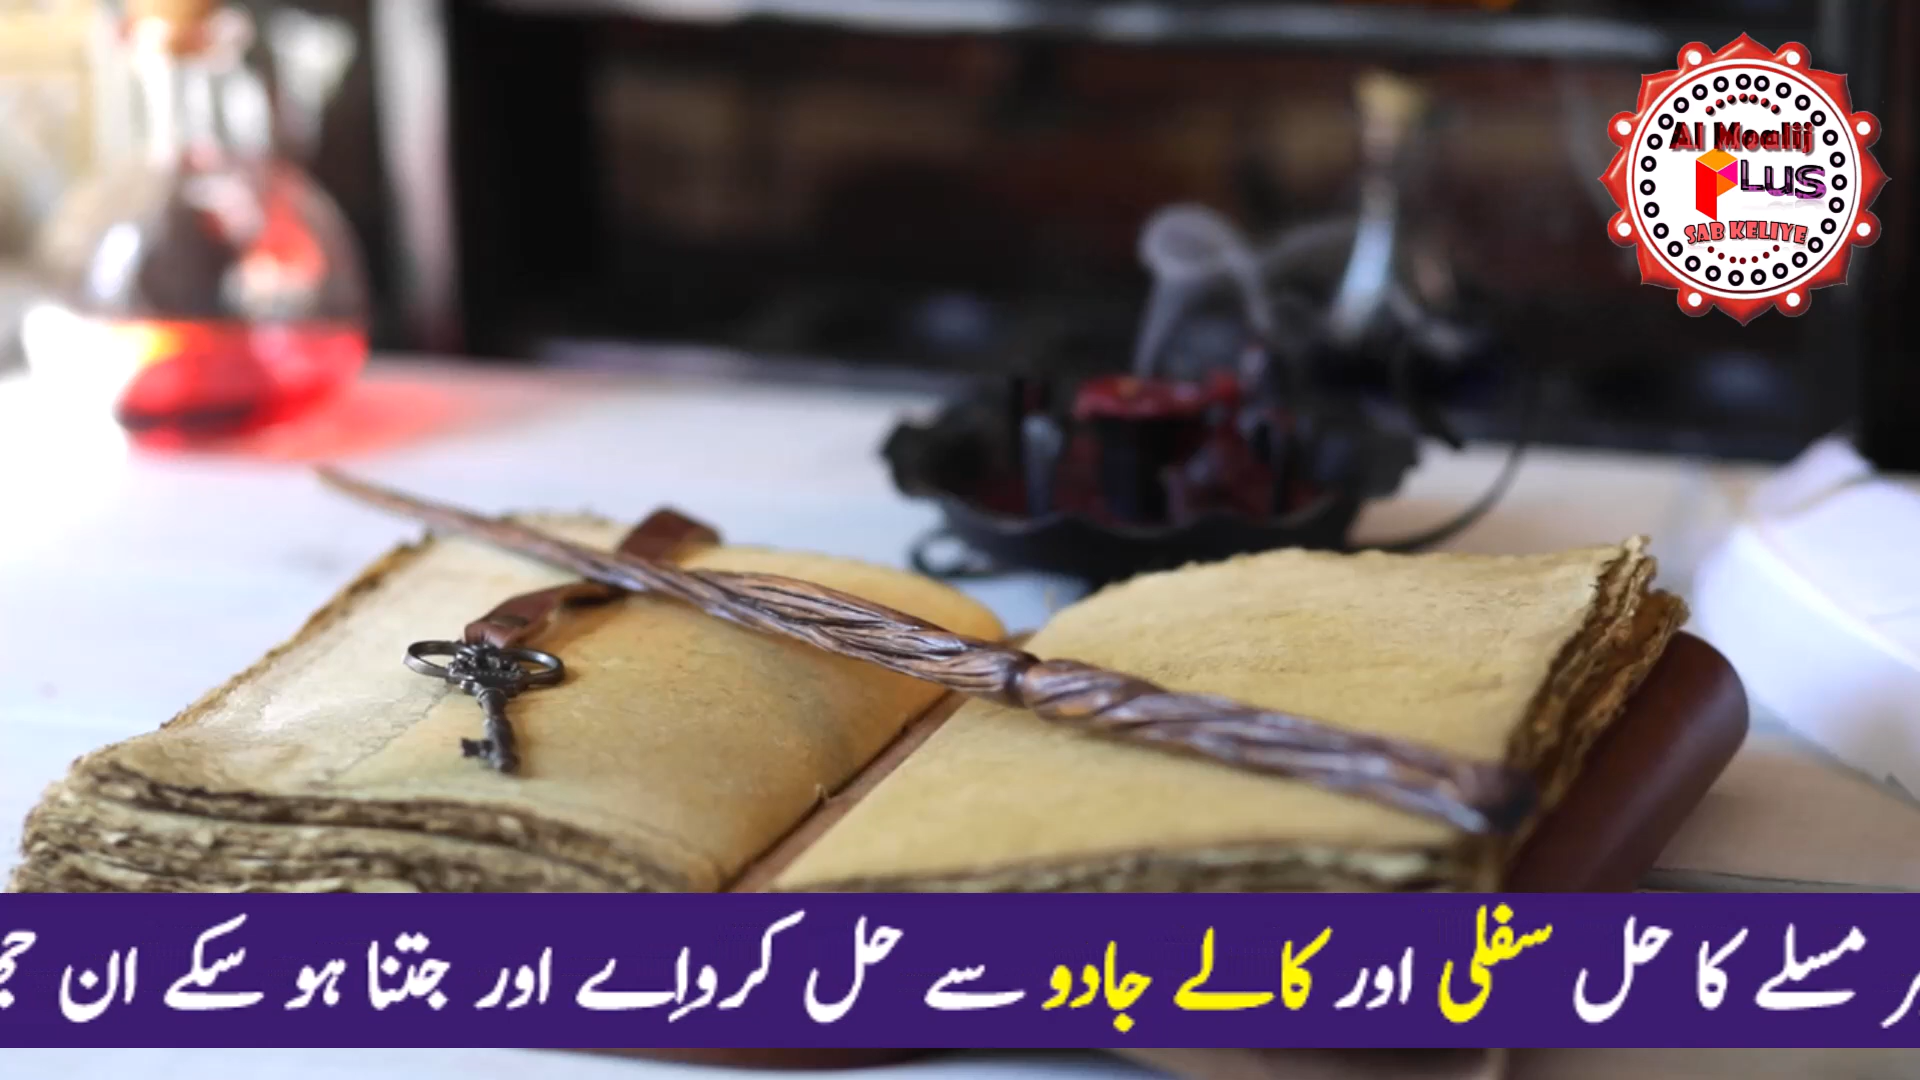 Al Moalij
PLUS
SAB KELIYE
مسلے کا حل سفلی اور کالے جادو سے حل کرواِے اور جتنا ہو سکے ان